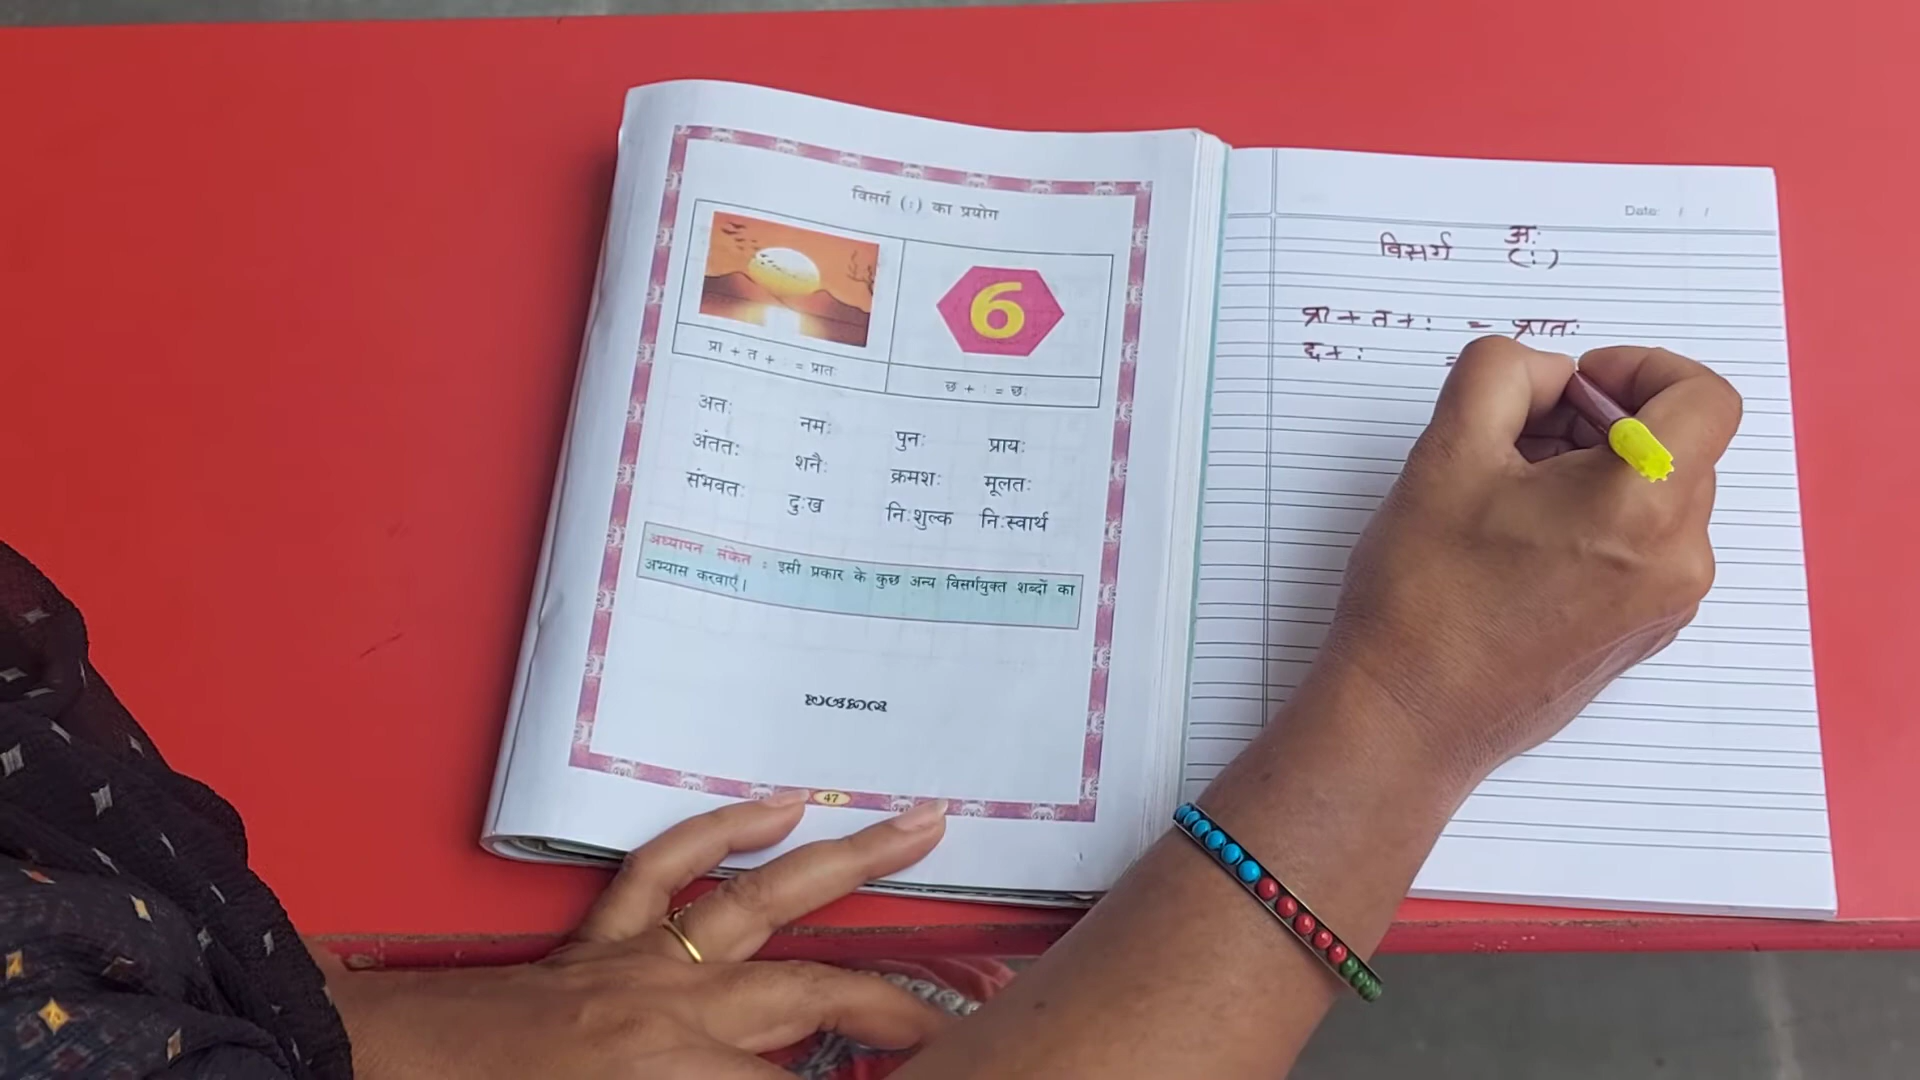 विसर्ग (:) का प्रयोग
6
प्रा + त + : = प्रातः
छ + : = छः
अतः नमः पुनः प्रायः
अंततः शनैः क्रमशः मूलतः
संभवतः दुःख निःशुल्क निःस्वार्थ
अध्यापन संकेत : इसी प्रकार के कुछ अन्य विसर्गयुक्त शब्दों का
अभ्यास करवाएँ।
47
Date: / /
अः
विसर्ग (:)
प्रा + त + : = प्रातः
छ + : =